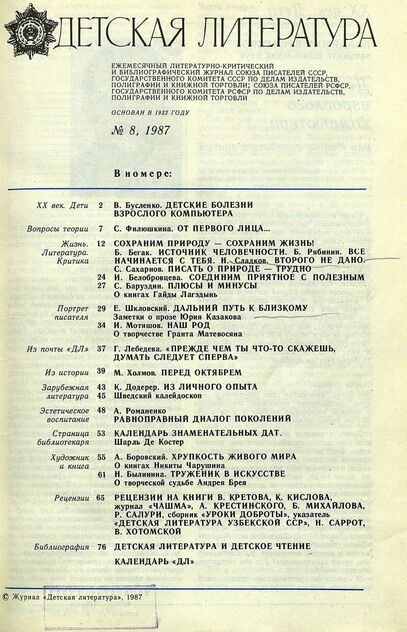 ДЕТСКАЯ ЛИТЕРАТУРА
ЕЖЕМЕСЯЧНЫЙ ЛИТЕРАТУРНО-КРИТИЧЕСКИЙ
И БИБЛИОГРАФИЧЕСКИЙ ЖУРНАЛ СОЮЗА ПИСАТЕЛЕЙ СССР,
ГОСУДАРСТВЕННОГО КОМИТЕТА СССР ПО ДЕЛАМ ИЗДАТЕЛЬСТВ,
ПОЛИГРАФИИ И КНИЖНОЙ ТОРГОВЛИ; СОЮЗА ПИСАТЕЛЕЙ РСФСР,
ГОСУДАРСТВЕННОГО КОМИТЕТА РСФСР ПО ДЕЛАМ ИЗДАТЕЛЬСТВ,
ПОЛИГРАФИИ И КНИЖНОЙ ТОРГОВЛИ
ОСНОВАН В 1932 ГОДУ
№ 8, 1987
В номере:
XX век. Дети 2 В. Бусленко. ДЕТСКИЕ БОЛЕЗНИ
ВЗРОСЛОГО КОМПЬЮТЕРА
Вопросы теории 7 С. Филюшкина. ОТ ПЕРВОГО ЛИЦА...
Жизнь. СОХРАНИМ ПРИРОДУ — СОХРАНИМ ЖИЗНЬ!
Литература. 12 Б. Бегак. ИСТОЧНИК ЧЕЛОВЕЧНОСТИ. Б. Рябинин. ВСЕ
Критика НАЧИНАЕТСЯ С ТЕБЯ. Н. Сладков. ВТОРОГО НЕ ДАНО.
С. Сахарнов. ПИСАТЬ О ПРИРОДЕ — ТРУДНО
24 И. Белобровцева. СОЕДИНИМ ПРИЯТНОЕ С ПОЛЕЗНЫМ
27 С. Баруздин. ПЛЮСЫ И МИНУСЫ
О книгах Гайды Лагздынь
Портрет 29 Е. Шкловский. ДАЛЬНИЙ ПУТЬ К БЛИЗКОМУ
писателя Заметки о прозе Юрия Казакова
34 И. Мотяшов. НАШ РОД
О творчестве Гранта Матевосяна
Из почты «ДЛ» 37 Г. Лебедева. «ПРЕЖДЕ ЧЕМ ТЫ ЧТО-ТО СКАЖЕШЬ,
ДУМАТЬ СЛЕДУЕТ СПЕРВА»
Из истории 39 М. Холмов. ПЕРЕД ОКТЯБРЕМ
Зарубежная 43 К. Додерер. ИЗ ЛИЧНОГО ОПЫТА
литература 45 Шведский калейдоскоп
Эстетическое 48 А. Романенко
воспитание РАВНОПРАВНЫЙ ДИАЛОГ ПОКОЛЕНИЙ
Страница 53 КАЛЕНДАРЬ ЗНАМЕНАТЕЛЬНЫХ ДАТ.
библиотекаря Шарль Де Костер
Художник 55 А. Боровский. ХРУПКОСТЬ ЖИВОГО МИРА
и книга О книгах Никиты Чарушина
61 Н. Былинина. ТРУЖЕНИК В ИСКУССТВЕ
О творческой судьбе Андрея Брея
Рецензии 65 РЕЦЕНЗИИ НА КНИГИ В. КРЕТОВА, К. КИСЛОВА,
журнал «ЧАШМА», А. КРЕСТИНСКОГО, Б. МИХАЙЛОВА,
Р. САЛУРИ, сборник «УРОКИ ДОБРОТЫ», указатель
«ДЕТСКАЯ ЛИТЕРАТУРА УЗБЕКСКОЙ ССР», Н. САРРОТ,
В. ХОТОМСКОЙ
Библиография 76 ДЕТСКАЯ ЛИТЕРАТУРА И ДЕТСКОЕ ЧТЕНИЕ
КАЛЕНДАРЬ «ДЛ»
© Журнал «Детская литература», 1987